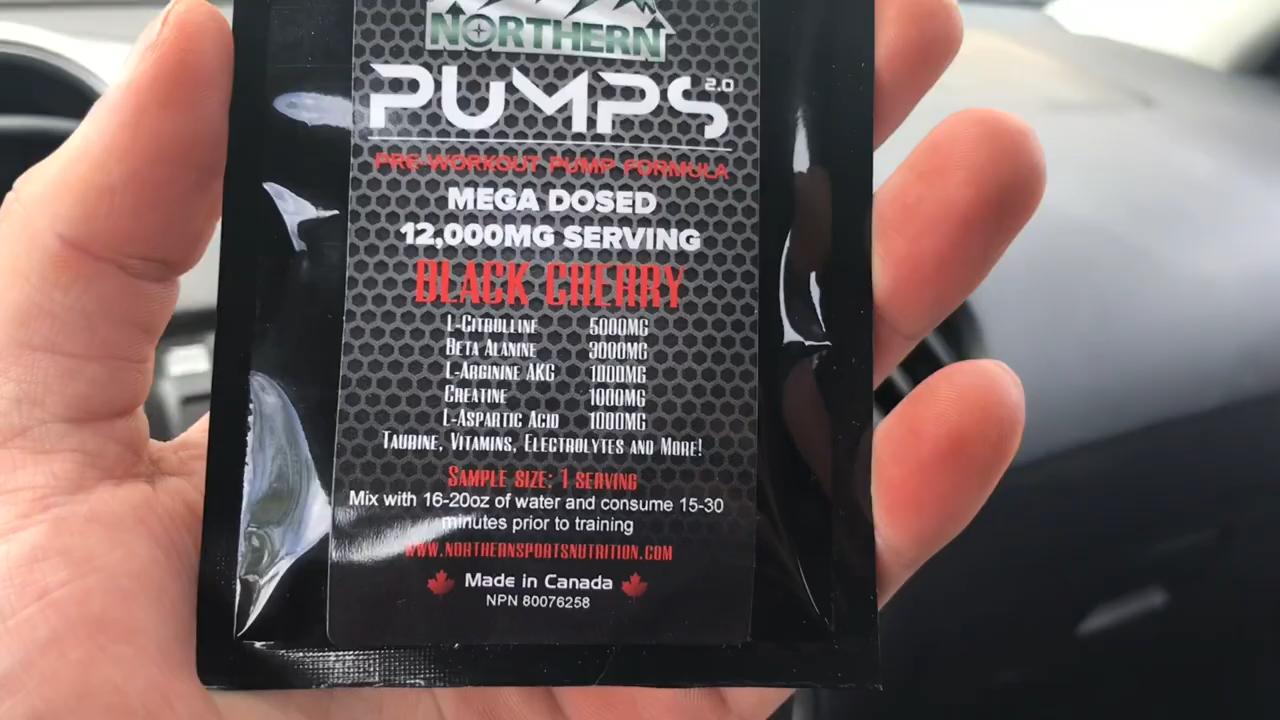 NORTHERN
PUMPS 2.0
PRE-WORKOUT PUMP FORMULA
MEGA DOSED
12,000MG SERVING
BLACK CHERRY
L-CITRULLINE 5000MG
BETA ALANINE 3000MG
L-ARGININE AKG 1000MG
CREATINE 1000MG
L-ASPARTIC ACID 1000MG
TAURINE, VITAMINS, ELECTROLYTES AND MORE!
SAMPLE SIZE: 1 SERVING
Mix with 16-20oz of water and consume 15-30
minutes prior to training
WWW.NORTHERNSPORTSNUTRITION.COM
Made in Canada
NPN 80076258